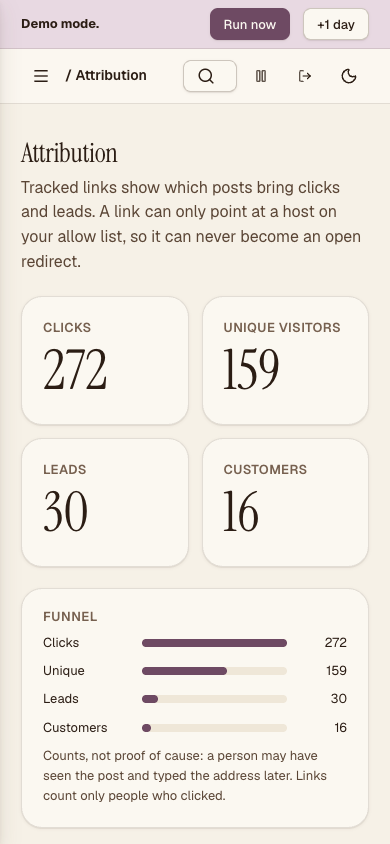 Demo mode.
Run now
+1 day
/ Attribution
Attribution
Tracked links show which posts bring clicks
and leads. A link can only point at a host on
your allow list, so it can never become an open
redirect.
CLICKS
272
UNIQUE VISITORS
159
LEADS
30
CUSTOMERS
16
FUNNEL
Clicks 272
Unique 159
Leads 30
Customers 16
Counts, not proof of cause: a person may have
seen the post and typed the address later. Links
count only people who clicked.